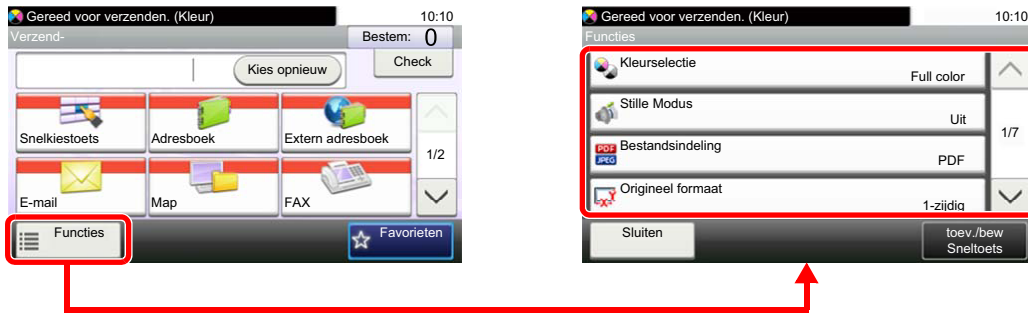 Gereed voor verzenden. (Kleur) 10:10
Verzend- Bestem: 0
Kies opnieuw Check
Snelkiestoets Adresboek Extern adresboek
1/2
E-mail Map FAX
Functies Favorieten
Gereed voor verzenden. (Kleur) 10:10
Functies
Kleurselectie
Full color
Stille Modus
Uit
1/7
Bestandsindeling
PDF
JPEG
PDF
Origineel formaat
1-zijdig
Sluiten toev./bew
Sneltoets